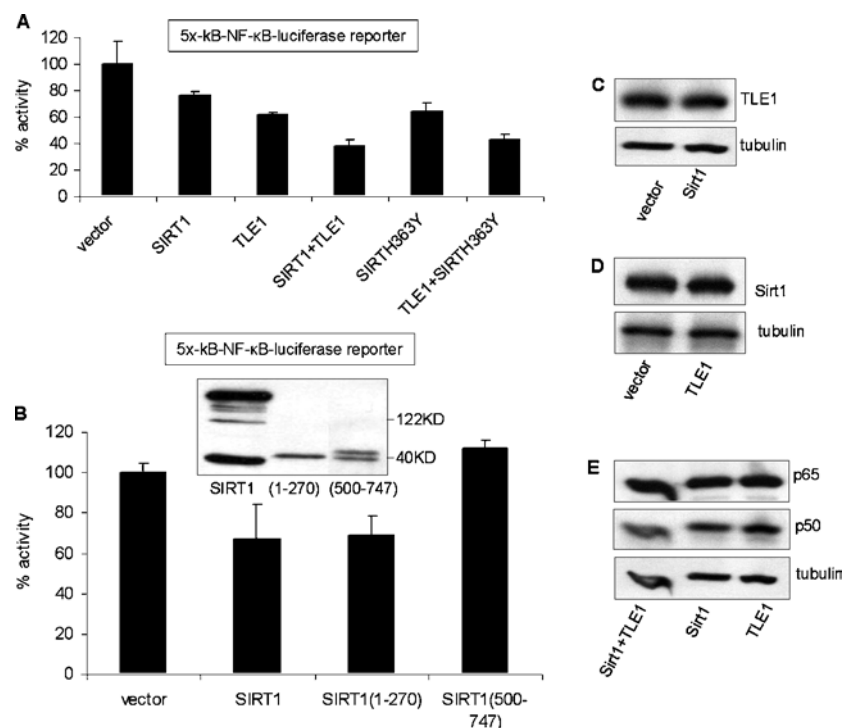 A
5x-kB-NF-κB-luciferase reporter
% activity
120
100
80
60
40
20
0
vector
SIRT1
TLE1
SIRT1+TLE1
SIRTH363Y
TLE1+SIRTH363Y
5x-kB-NF-κB-luciferase reporter
B
% activity
120
100
80
60
40
20
0
122KD
40KD
SIRT1 (1-270) (500-747)
vector
SIRT1
SIRT1(1-270)
SIRT1(500-
747)
C
TLE1
tubulin
vector
Sirt1
D
Sirt1
tubulin
vector
TLE1
E
p65
p50
tubulin
Sirt1+TLE1
Sirt1
TLE1